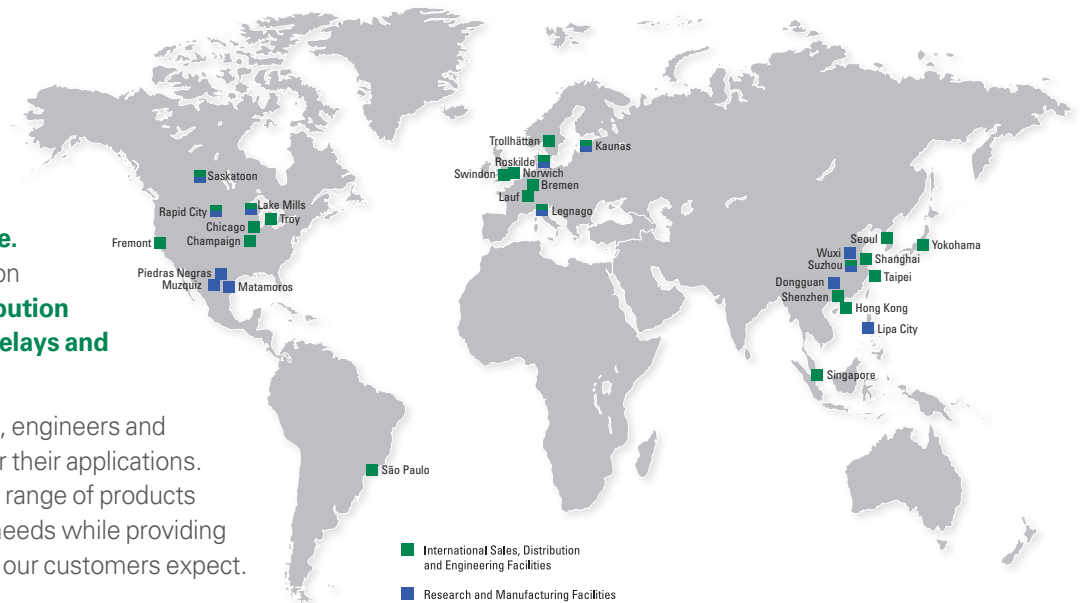 Trollhättan
Kaunas
Roskilde
Swindon
Norwich
Bremen
Lauf
Legnago
Saskatoon
Rapid City
Lake Mills
Troy
Chicago
Champaign
Fremont
Piedras Negras
Muzquiz
Matamoros
Seoul
Yokohama
Wuxi
Shanghai
Suzhou
Taipei
Dongguan
Shenzhen
Hong Kong
Lipa City
Singapore
São Paulo
e.
on
bution
elays and
, engineers and
r their applications.
range of products
needs while providing
our customers expect.
International Sales, Distribution
and Engineering Facilities
Research and Manufacturing Facilities